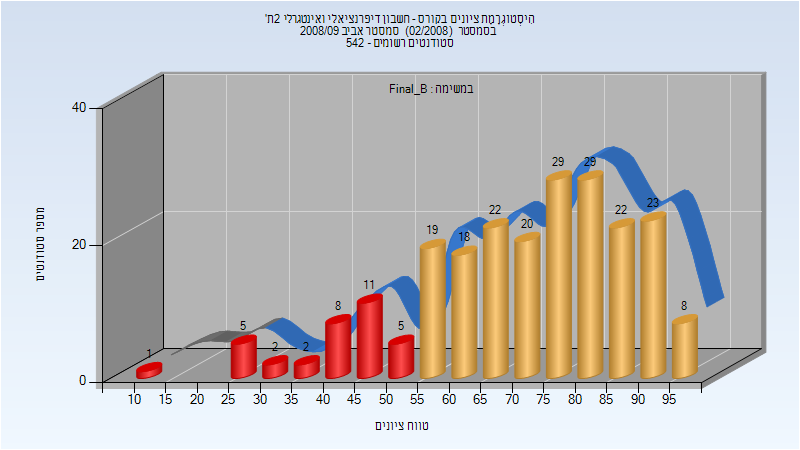 היסטוגרמת ציונים בקורס - חשבון דיפרנציאלי ואינטגרלי 2ת'
בסמסטר (02/2008) סמסטר אביב 2008/09
סטודנטים רשומים - 542
במשימה : Final_B
מספר סטודנטים
40
20
0
1
5
2
2
8
11
5
19
18
22
20
29
29
22
23
8
10 15 20 25 30 35 40 45 50 55 60 65 70 75 80 85 90 95
טווח ציונים